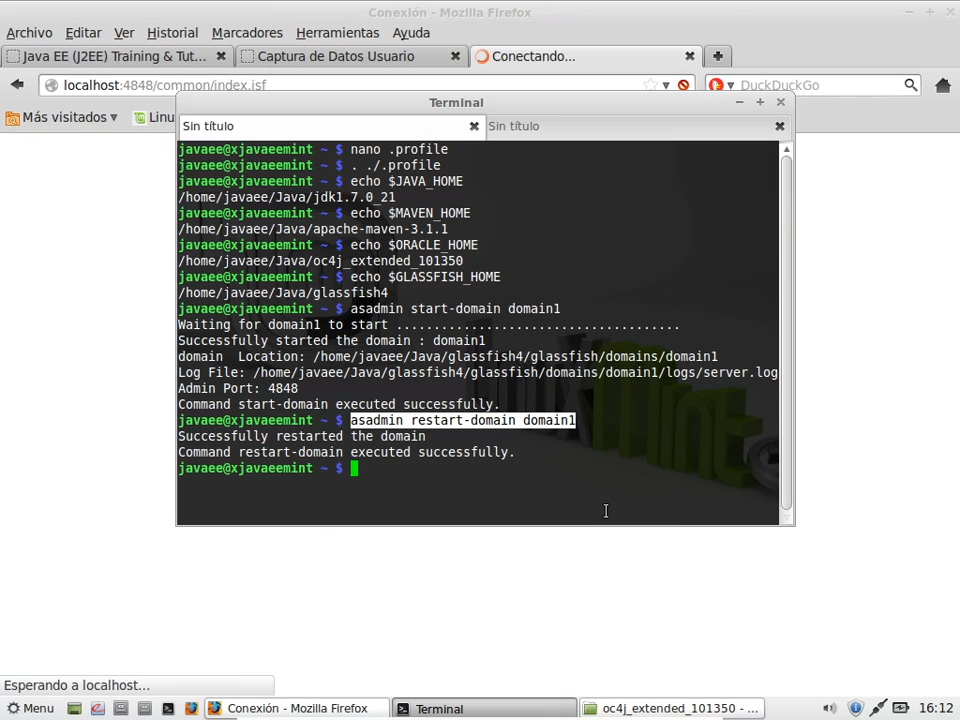 Conexión - Mozilla Firefox
Archivo Editar Ver Historial Marcadores Herramientas Ayuda
Java EE (J2EE) Training & Tut... Captura de Datos Usuario Conectando...
localhost:4848/common/index.jsf DuckDuckGo
Más visitados Linu
Terminal
Sin título Sin título
javaee@xjavaeemint ~ $ nano .profile
javaee@xjavaeemint ~ $ . ./.profile
javaee@xjavaeemint ~ $ echo $JAVA_HOME
/home/javaee/Java/jdk1.7.0_21
javaee@xjavaeemint ~ $ echo $MAVEN_HOME
/home/javaee/Java/apache-maven-3.1.1
javaee@xjavaeemint ~ $ echo $ORACLE_HOME
/home/javaee/Java/oc4j_extended_101350
javaee@xjavaeemint ~ $ echo $GLASSFISH_HOME
/home/javaee/Java/glassfish4
javaee@xjavaeemint ~ $ asadmin start-domain domain1
Waiting for domain1 to start ......................................
Successfully started the domain : domain1
domain  Location: /home/javaee/Java/glassfish4/glassfish/domains/domain1
Log File: /home/javaee/Java/glassfish4/glassfish/domains/domain1/logs/server.log
Admin Port: 4848
Command start-domain executed successfully.
javaee@xjavaeemint ~ $ asadmin restart-domain domain1
Successfully restarted the domain
Command restart-domain executed successfully.
javaee@xjavaeemint ~ $
Esperando a localhost...
Menu Conexión - Mozilla Firefox Terminal oc4j_extended_101350 - ... 16:12